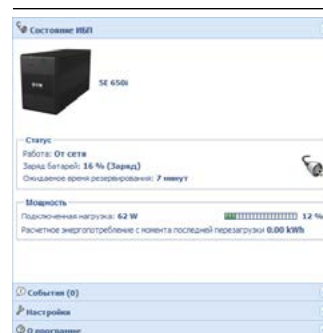 Состояние ИБП
5E 650i
Статус
Работа: От сети
Заряд батарей: 16 % (Заряд)
Ожидаемое время резервирования: 7 минут
Мощность
Подключенная нагрузка: 62 W 12 %
Расчетное энергопотребление с момента последней перезагрузки 0.00 kWh
События (0)
Настройки
О программе